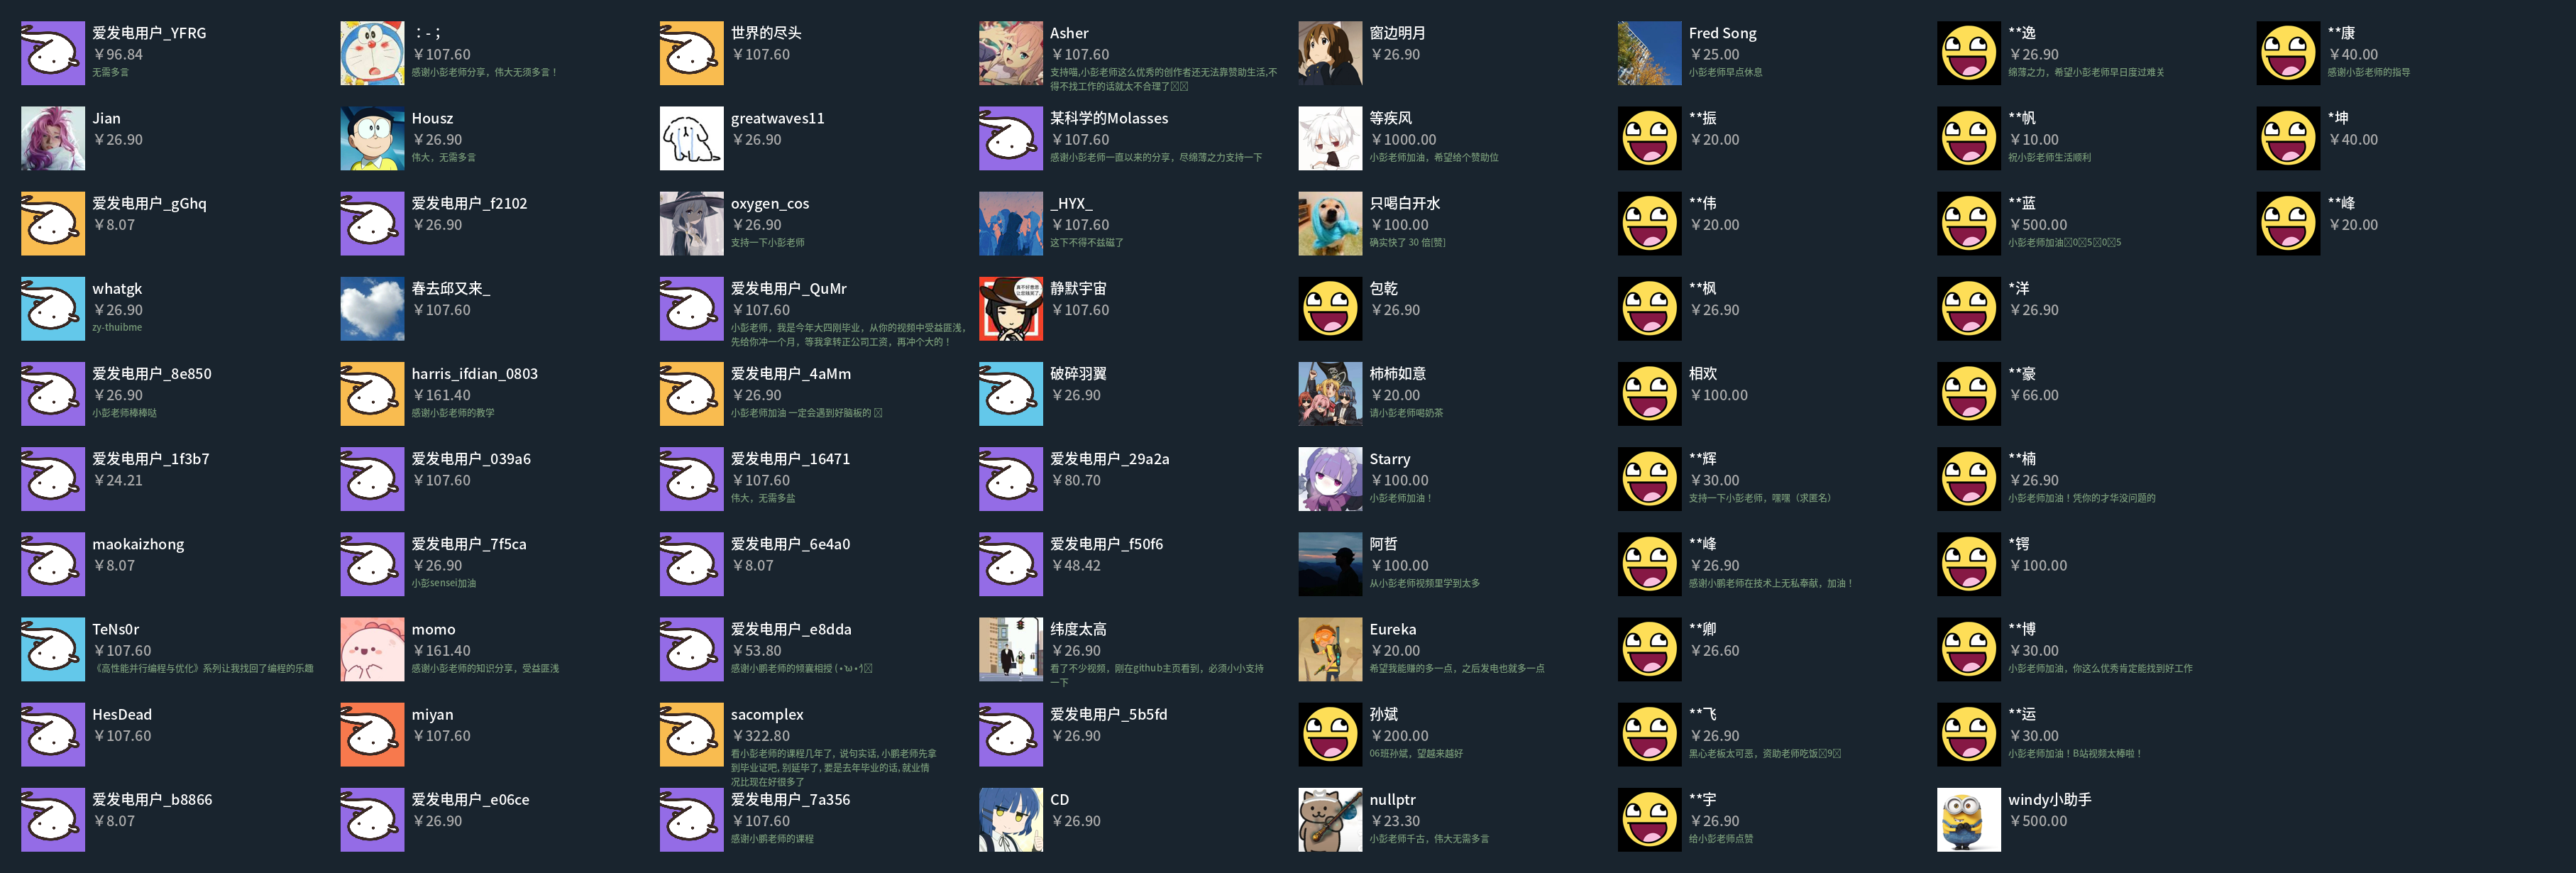 爱发电用户_YFRG
￥96.84
无需多言
Jian
￥26.90
爱发电用户_gGhq
￥8.07
whatgk
￥26.90
zy-thuibme
爱发电用户_8e850
￥26.90
小彭老师棒棒哒
爱发电用户_1f3b7
￥24.21
maokaizhong
￥8.07
TeNs0r
￥107.60
《高性能并行编程与优化》系列让我找回了编程的乐趣
HesDead
￥107.60
爱发电用户_b8866
￥8.07
：-；
￥107.60
感谢小彭老师分享，伟大无须多言！
Housz
￥26.90
伟大，无需多言
爱发电用户_f2102
￥26.90
春去邱又来_
￥107.60
harris_ifdian_0803
￥161.40
感谢小彭老师的教学
爱发电用户_039a6
￥107.60
爱发电用户_7f5ca
￥26.90
小彭sensei加油
momo
￥161.40
感谢小彭老师的知识分享，受益匪浅
miyan
￥107.60
爱发电用户_e06ce
￥26.90
世界的尽头
￥107.60
greatwaves11
￥26.90
oxygen_cos
￥26.90
支持一下小彭老师
爱发电用户_QuMr
￥107.60
小彭老师，我是今年大四刚毕业，从你的视频中受益匪浅，
先给你冲一个月，等我拿转正公司工资，再冲个大的！
爱发电用户_4aMm
￥26.90
小彭老师加油 一定会遇到好脑板的
爱发电用户_16471
￥107.60
伟大，无需多盐
爱发电用户_6e4a0
￥8.07
爱发电用户_e8dda
￥53.80
感谢小鹏老师的倾囊相授 (•'ω•')
sacomplex
￥322.80
看小彭老师的课程几年了, 说句实话, 小鹏老师先拿
到毕业证吧, 别延毕了, 要是去年毕业的话, 就业情
况比现在好很多了
爱发电用户_7a356
￥107.60
感谢小鹏老师的课程
Asher
￥107.60
支持喵,小彭老师这么优秀的创作者还无法靠赞助生活,不
得不找工作的话就太不合理了
某科学的Molasses
￥107.60
感谢小彭老师一直以来的分享，尽绵薄之力支持一下
_HYX_
￥107.60
这下不得不兹磁了
静默宇宙
￥107.60
破碎羽翼
￥26.90
爱发电用户_29a2a
￥80.70
爱发电用户_f50f6
￥48.42
纬度太高
￥26.90
看了不少视频，刚在github主页看到，必须小小支持
一下
爱发电用户_5b5fd
￥26.90
CD
￥26.90
窗边明月
￥26.90
等疾风
￥1000.00
小彭老师加油，希望给个赞助位
只喝白开水
￥100.00
确实快了 30 倍[赞]
包乾
￥26.90
柿柿如意
￥20.00
请小彭老师喝奶茶
Starry
￥100.00
小彭老师加油！
阿哲
￥100.00
从小彭老师视频里学到太多
Eureka
￥20.00
希望我能赚的多一点，之后发电也就多一点
孙斌
￥200.00
06班孙斌，望越来越好
nullptr
￥23.30
小彭老师千古，伟大无需多言
Fred Song
￥25.00
小彭老师早点休息
**振
￥20.00
**伟
￥20.00
**枫
￥26.90
相欢
￥100.00
**辉
￥30.00
支持一下小彭老师，嘿嘿（求匿名）
**峰
￥26.90
感谢小鹏老师在技术上无私奉献，加油！
**卿
￥26.60
**飞
￥26.90
黑心老板太可恶，资助老师吃饭9
**宇
￥26.90
给小彭老师点赞
**逸
￥26.90
绵薄之力，希望小彭老师早日度过难关
**帆
￥10.00
祝小彭老师生活顺利
**蓝
￥500.00
小彭老师加油0505
*洋
￥26.90
**豪
￥66.00
**楠
￥26.90
小彭老师加油！凭你的才华没问题的
*锷
￥100.00
**博
￥30.00
小彭老师加油，你这么优秀肯定能找到好工作
**运
￥30.00
小彭老师加油！B站视频太棒啦！
windy小助手
￥500.00
**康
￥40.00
感谢小彭老师的指导
*坤
￥40.00
**峰
￥20.00